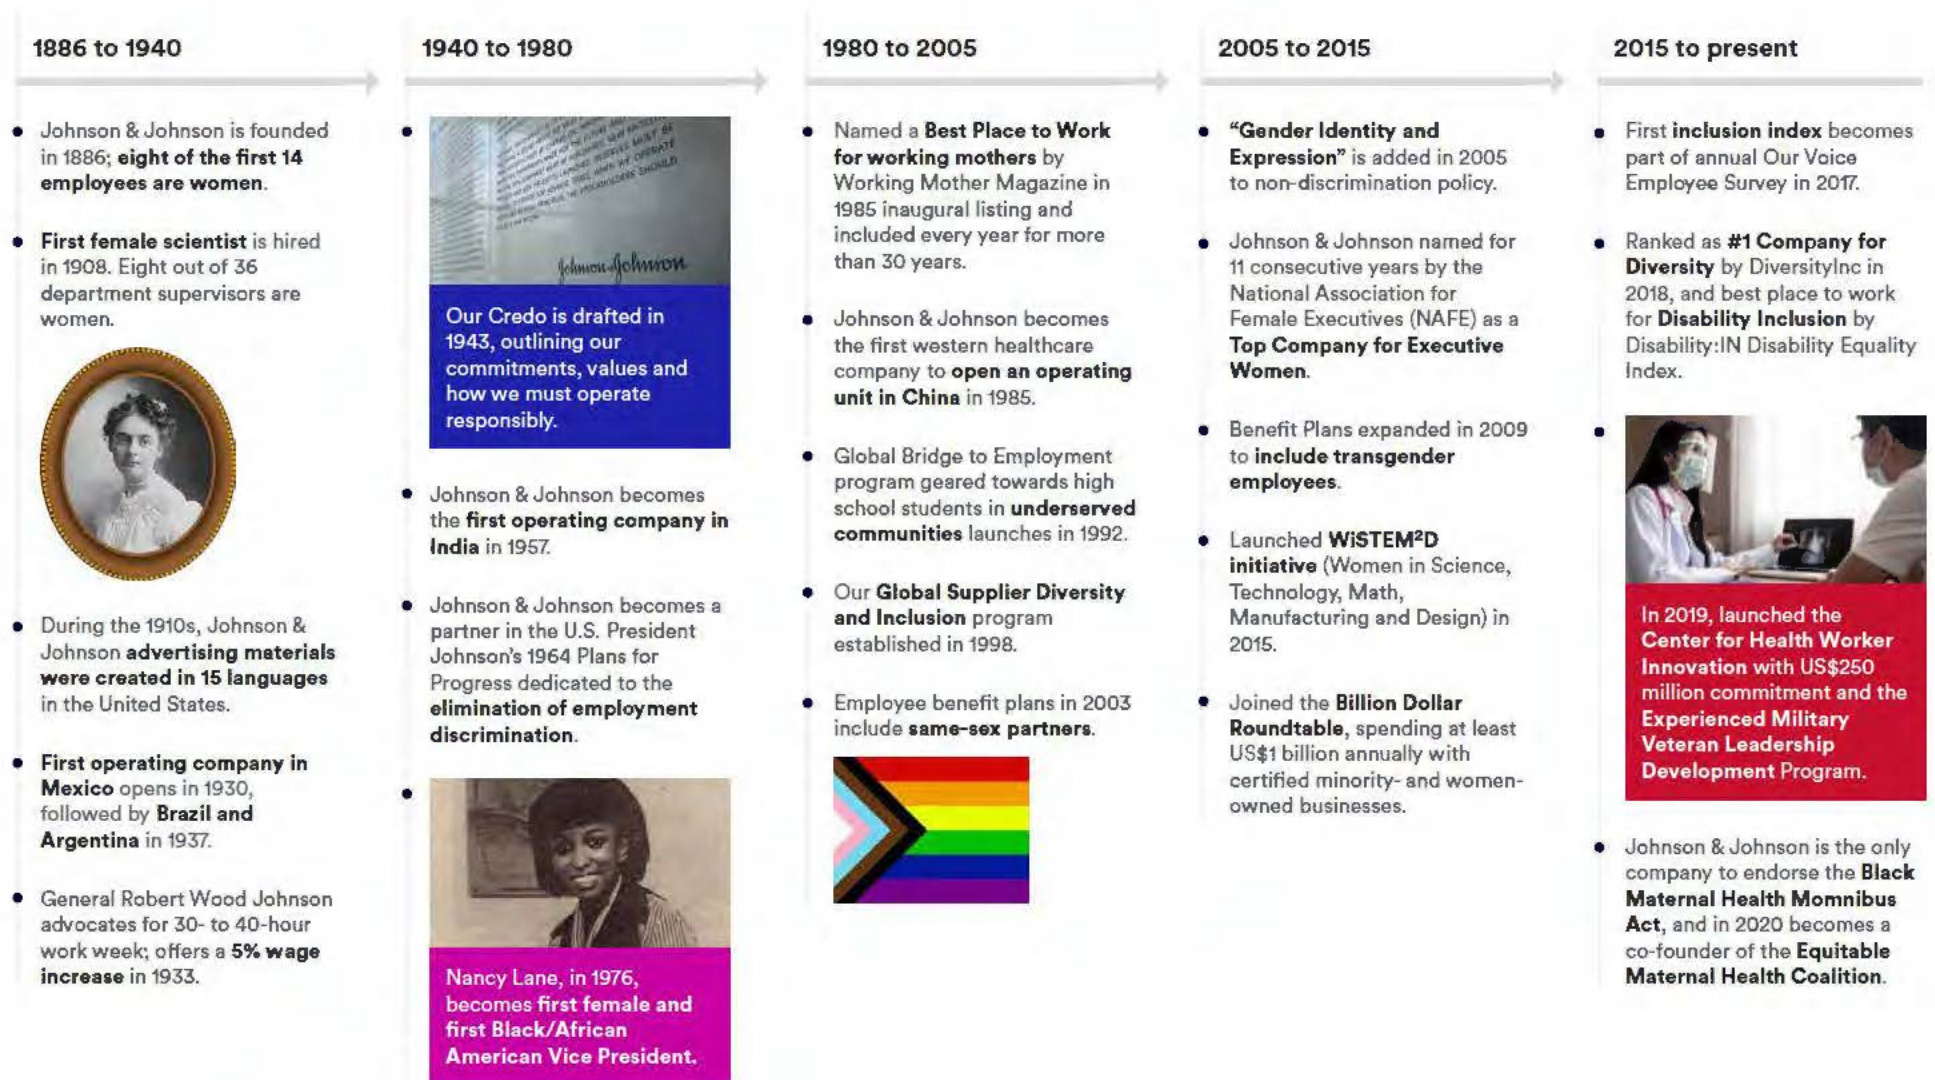 1886 to 1940
Johnson & Johnson is founded
in 1886; eight of the first 14
employees are women.
First female scientist is hired
in 1908. Eight out of 36
department supervisors are
women.
During the 1910s, Johnson &
Johnson advertising materials
were created in 15 languages
in the United States.
First operating company in
Mexico opens in 1930,
followed by Brazil and
Argentina in 1937.
General Robert Wood Johnson
advocates for 30- to 40-hour
work week; offers a 5% wage
increase in 1933.
1940 to 1980
MUST BE
WHEN WE OPERATE
STOCKHOLDERS SHOULD
Johnson & Johnson
Our Credo is drafted in
1943, outlining our
commitments, values and
how we must operate
responsibly.
Johnson & Johnson becomes
the first operating company in
India in 1957.
Johnson & Johnson becomes a
partner in the U.S. President
Johnson's 1964 Plans for
Progress dedicated to the
elimination of employment
discrimination.
Nancy Lane, in 1976,
becomes first female and
first Black/African
American Vice President.
1980 to 2005
Named a Best Place to Work
for working mothers by
Working Mother Magazine in
1985 inaugural listing and
included every year for more
than 30 years.
Johnson & Johnson becomes
the first western healthcare
company to open an operating
unit in China in 1985.
Global Bridge to Employment
program geared towards high
school students in underserved
communities launches in 1992.
Our Global Supplier Diversity
and Inclusion program
established in 1998.
Employee benefit plans in 2003
include same-sex partners.
2005 to 2015
“Gender Identity and
Expression” is added in 2005
to non-discrimination policy.
Johnson & Johnson named for
11 consecutive years by the
National Association for
Female Executives (NAFE) as a
Top Company for Executive
Women.
Benefit Plans expanded in 2009
to include transgender
employees.
Launched WiSTEM²D
initiative (Women in Science,
Technology, Math,
Manufacturing and Design) in
2015.
Joined the Billion Dollar
Roundtable, spending at least
US$1 billion annually with
certified minority- and women-
owned businesses.
2015 to present
First inclusion index becomes
part of annual Our Voice
Employee Survey in 2017.
Ranked as #1 Company for
Diversity by DiversityInc in
2018, and best place to work
for Disability Inclusion by
Disability:IN Disability Equality
Index.
In 2019, launched the
Center for Health Worker
Innovation with US$250
million commitment and the
Experienced Military
Veteran Leadership
Development Program.
Johnson & Johnson is the only
company to endorse the Black
Maternal Health Momnibus
Act, and in 2020 becomes a
co-founder of the Equitable
Maternal Health Coalition.